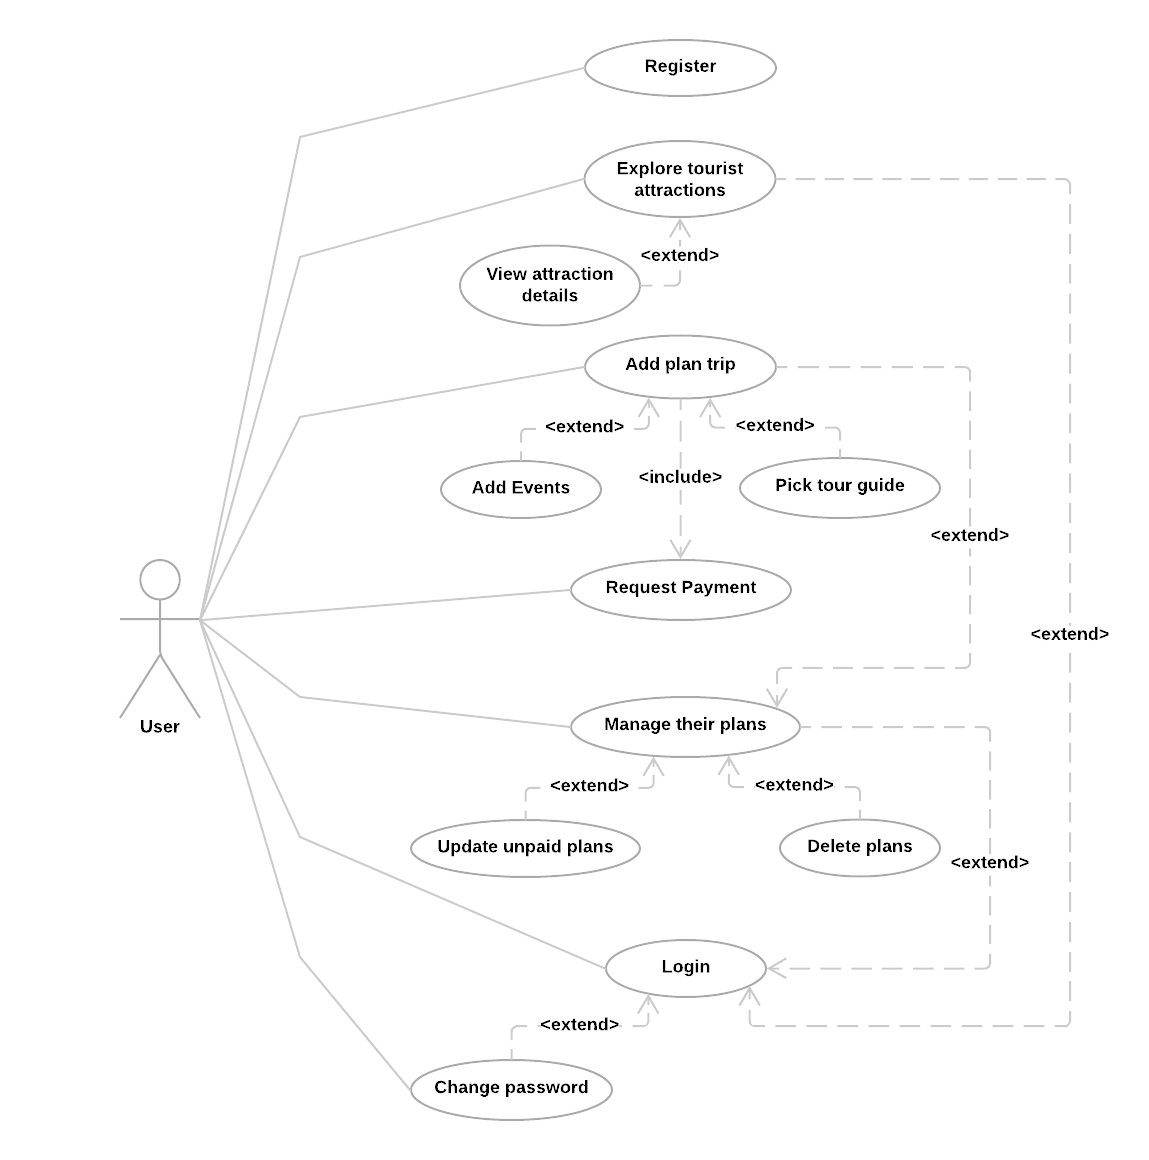 Register
Explore tourist
attractions
<extend>
View attraction
details
Add plan trip
<extend>
<extend>
<include>
Add Events
Pick tour guide
<extend>
Request Payment
<extend>
User
Manage their plans
<extend>
<extend>
Update unpaid plans
Delete plans
<extend>
Login
<extend>
Change password